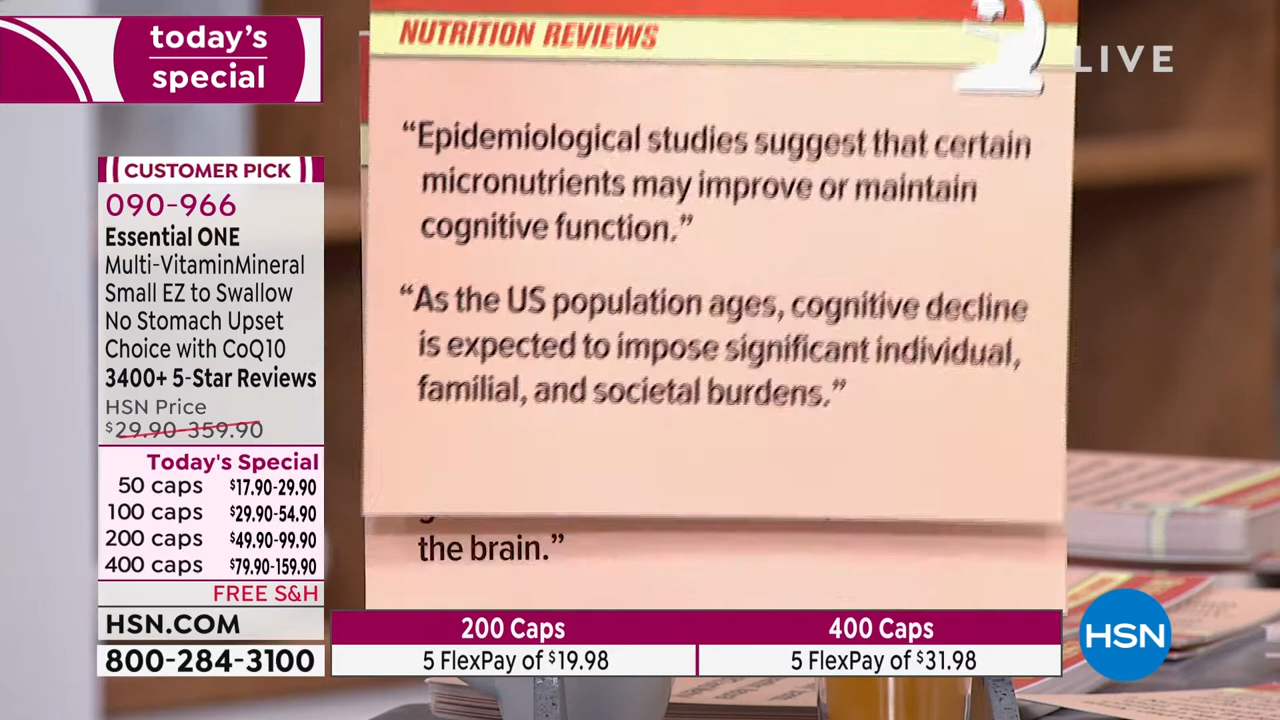 today's
special
LIVE
CUSTOMER PICK
090-966
Essential ONE
Multi-VitaminMineral
Small EZ to Swallow
No Stomach Upset
Choice with CoQ10
3400+ 5-Star Reviews
HSN Price
$29.90-359.90
Today's Special
50 caps $17.90-29.90
100 caps $29.90-54.90
200 caps $49.90-99.90
400 caps $79.90-159.90
FREE S&H
HSN.COM
800-284-3100
NUTRITION REVIEWS
“Epidemiological studies suggest that certain
micronutrients may improve or maintain
cognitive function.”
“As the US population ages, cognitive decline
is expected to impose significant individual,
familial, and societal burdens.”
the brain.”
200 Caps
5 FlexPay of $19.98
400 Caps
5 FlexPay of $31.98
HSN